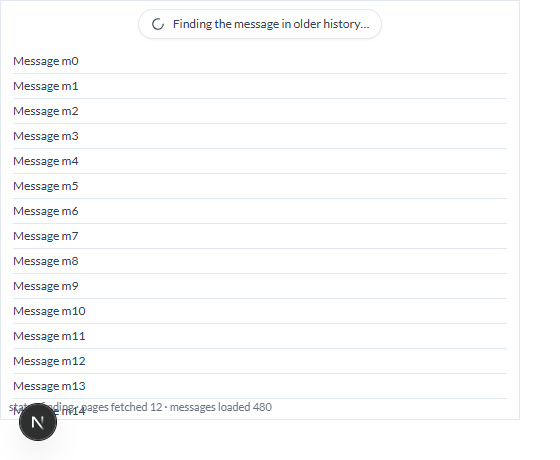 Finding the message in older history...
Message m0
Message m1
Message m2
Message m3
Message m4
Message m5
Message m6
Message m7
Message m8
Message m9
Message m10
Message m11
Message m12
Message m13
Message m14
pages fetched 12 · messages loaded 480
N